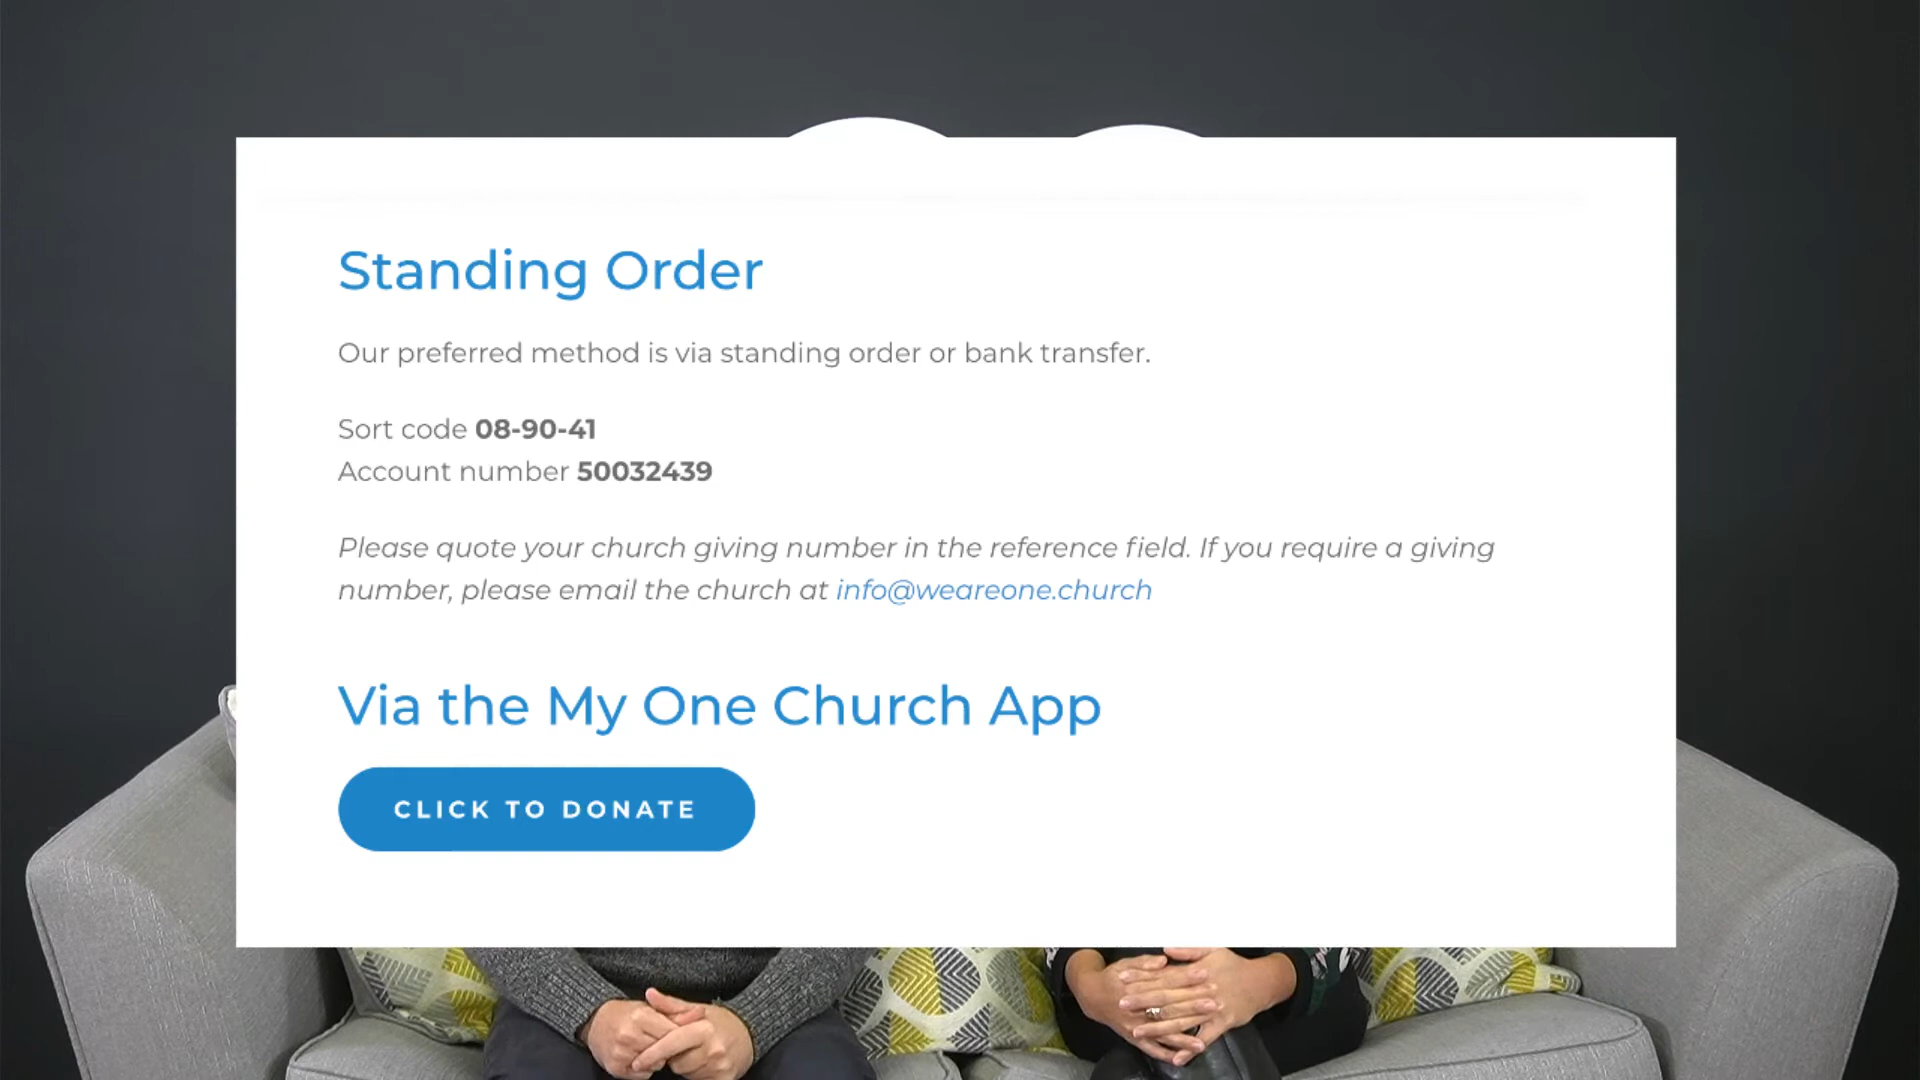 Standing Order
Our preferred method is via standing order or bank transfer.
Sort code 08-90-41
Account number 50032439
Please quote your church giving number in the reference field. If you require a giving
number, please email the church at info@weareone.church
Via the My One Church App
CLICK TO DONATE